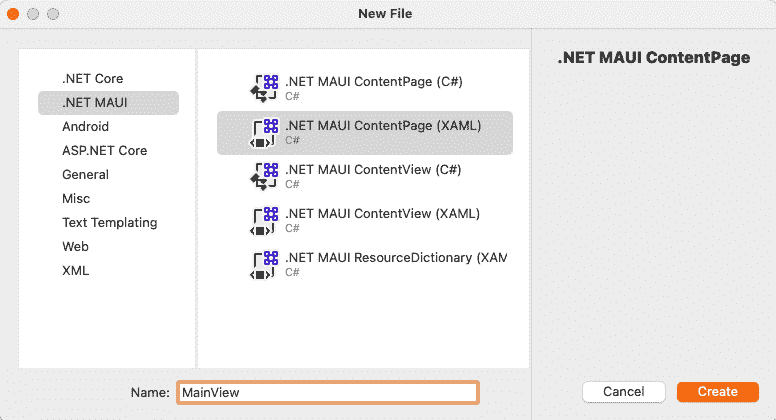 New File
.NET Core
.NET MAUI
Android
ASP.NET Core
General
Misc
Text Templating
Web
XML
.NET MAUI ContentPage (C#)
C#
.NET MAUI ContentPage (XAML)
C#
.NET MAUI ContentView (C#)
C#
.NET MAUI ContentView (XAML)
C#
.NET MAUI ResourceDictionary (XAM
C#
.NET MAUI ContentPage
Name: MainView
Cancel
Create